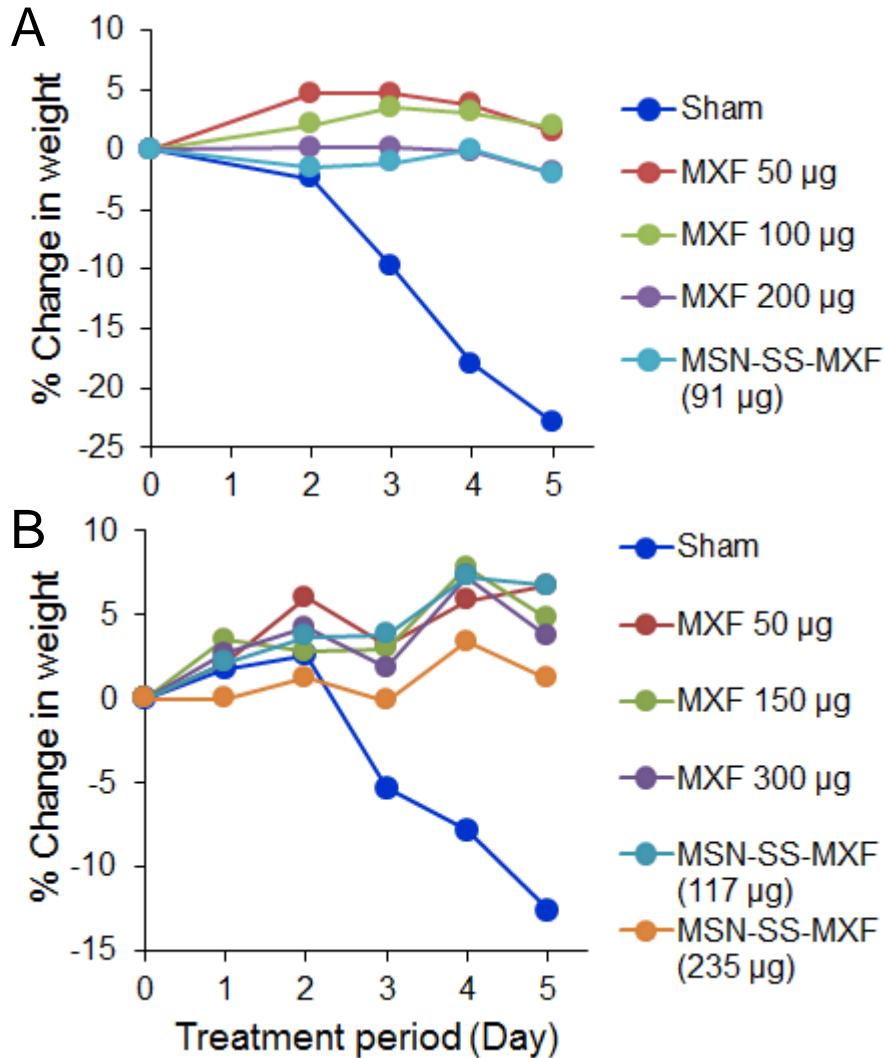 A
% Change in weight
10
5
0
-5
-10
-15
-20
-25
0 1 2 3 4 5
Sham
MXF 50 µg
MXF 100 µg
MXF 200 µg
MSN-SS-MXF
(91 µg)
B
% Change in weight
10
5
0
-5
-10
-15
0 1 2 3 4 5
Treatment period (Day)
Sham
MXF 50 µg
MXF 150 µg
MXF 300 µg
MSN-SS-MXF
(117 µg)
MSN-SS-MXF
(235 µg)